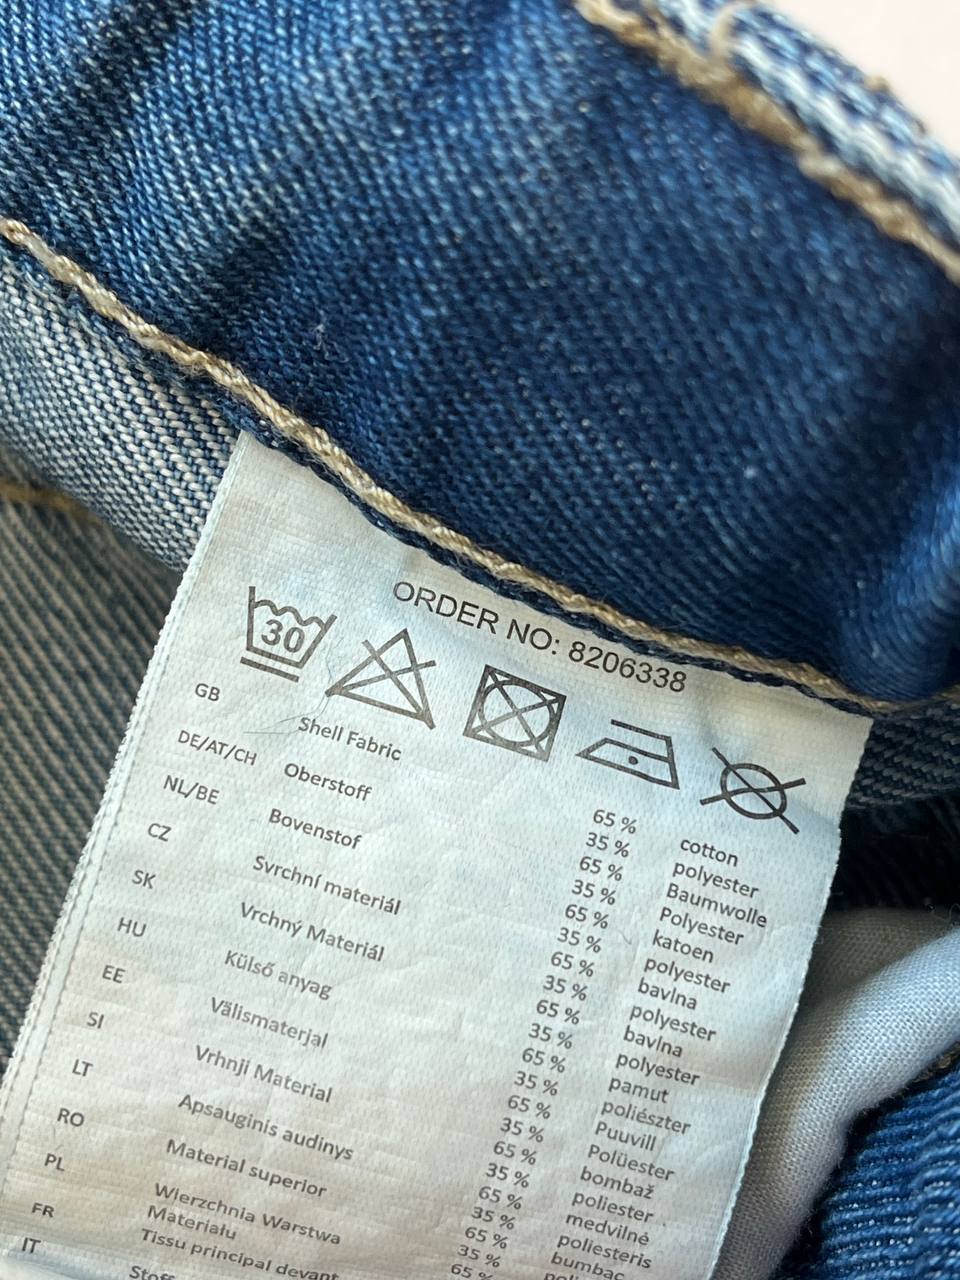 ORDER NO: 8206338
30
GB Shell Fabric 65 % cotton
35 % polyester
DE/AT/CH Oberstoff 65 % Baumwolle
35 % Polyester
NL/BE Bovenstof 65 % katoen
35 % polyester
CZ Svrchní materiál 65 % bavlna
35 % polyester
SK Vrchný Materiál 65 % bavlna
35 % polyester
HU Külső anyag 65 % pamut
35 % poliészter
EE Välismaterjal 65 % Puuvill
35 % Polüester
SI Vrhnji Material 65 % bombaž
35 % poliester
LT Apsauginis audinys 65 % medvilnė
35 % poliesteris
RO Material superior 65 % bumbac
35 %
PL Wierzchnia Warstwa 65 %
Materiału
FR Tissu principal devant
IT